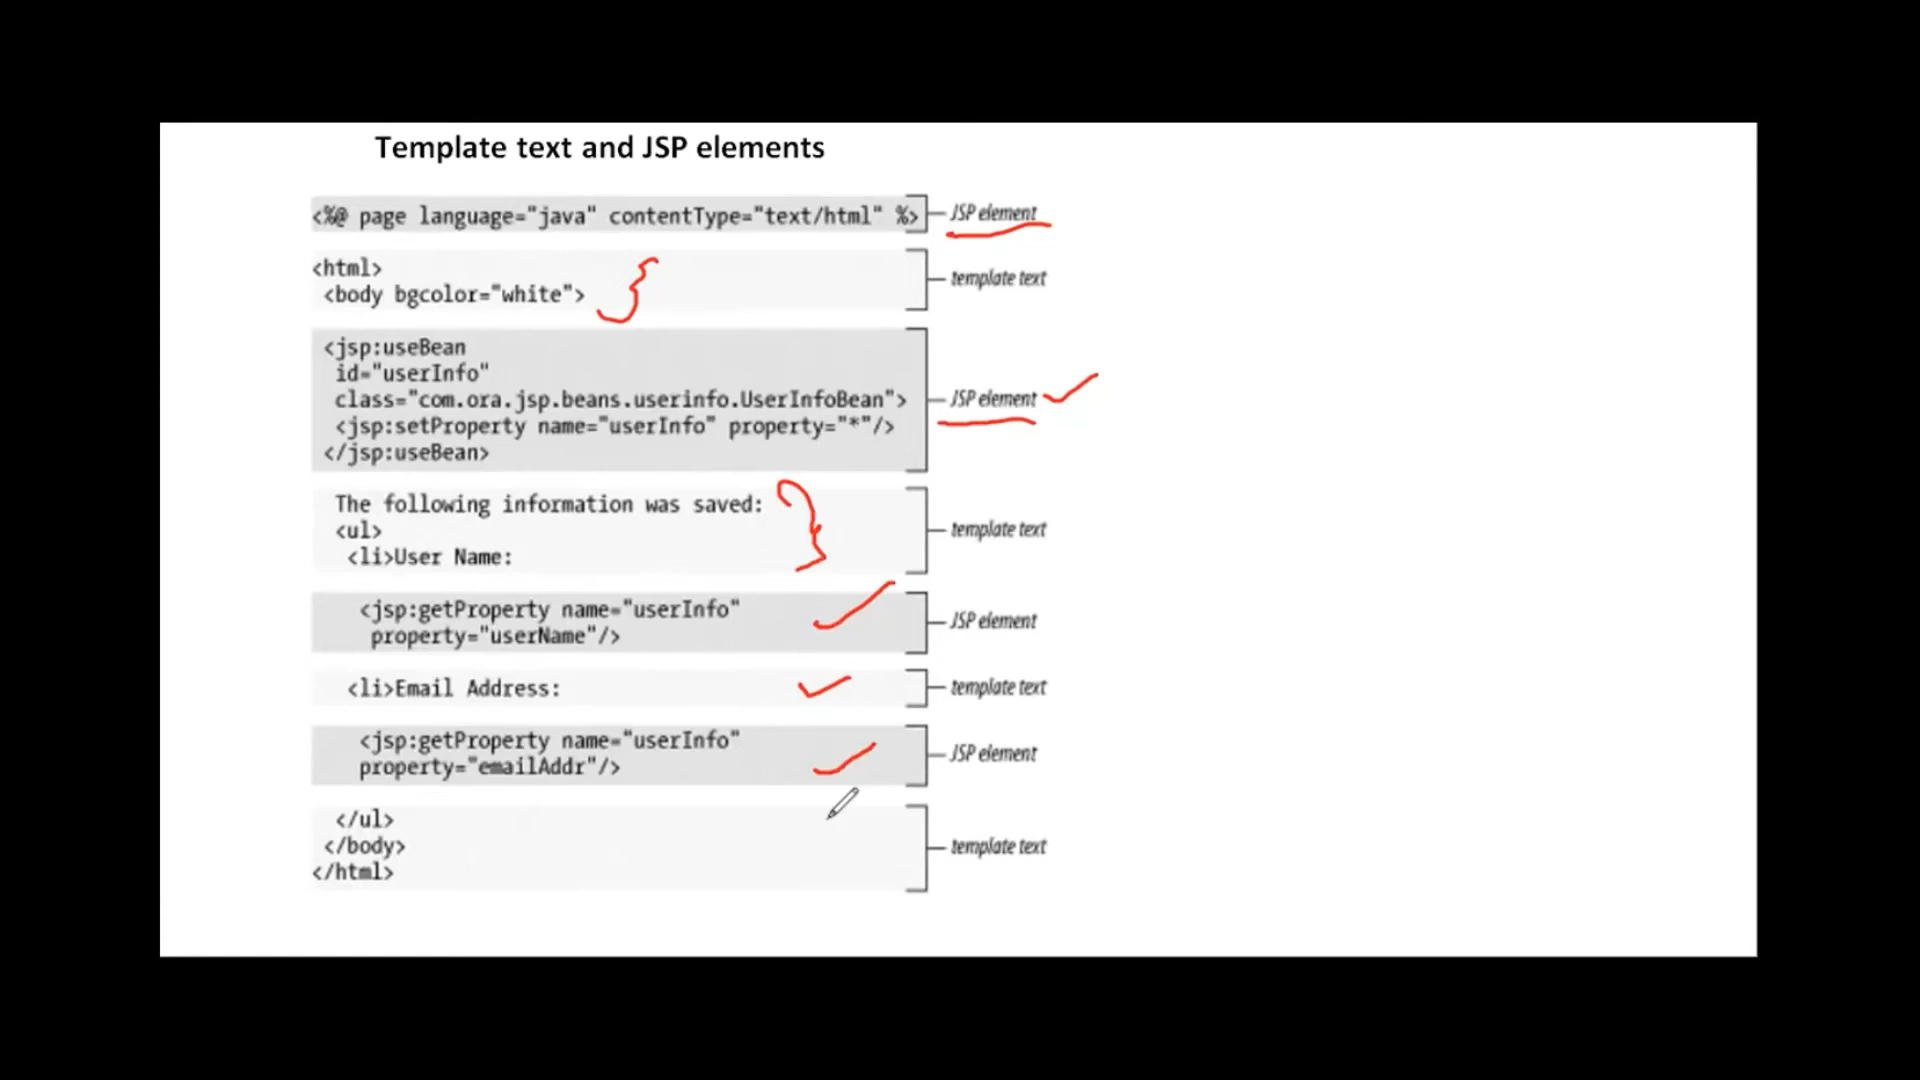 Template text and JSP elements
<%@ page language="java" contentType="text/html" %>
JSP element
<html>
<body bgcolor="white">
template text
<jsp:useBean
id="userInfo"
class="com.ora.jsp.beans.userinfo.UserInfoBean">
<jsp:setProperty name="userInfo" property="*"/>
</jsp:useBean>
JSP element
The following information was saved:
<ul>
<li>User Name:
template text
<jsp:getProperty name="userInfo"
property="userName"/>
JSP element
<li>Email Address:
template text
<jsp:getProperty name="userInfo"
property="emailAddr"/>
JSP element
</ul>
</body>
</html>
template text